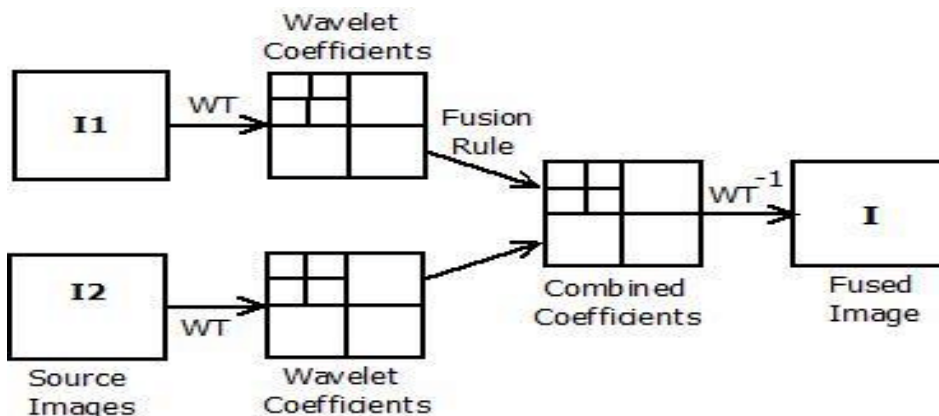 Wavelet
Coefficients
I1
WT
Fusion
Rule
WT-1
I
I2
WT
Combined
Coefficients
Fused
Image
Source
Images
Wavelet
Coefficients